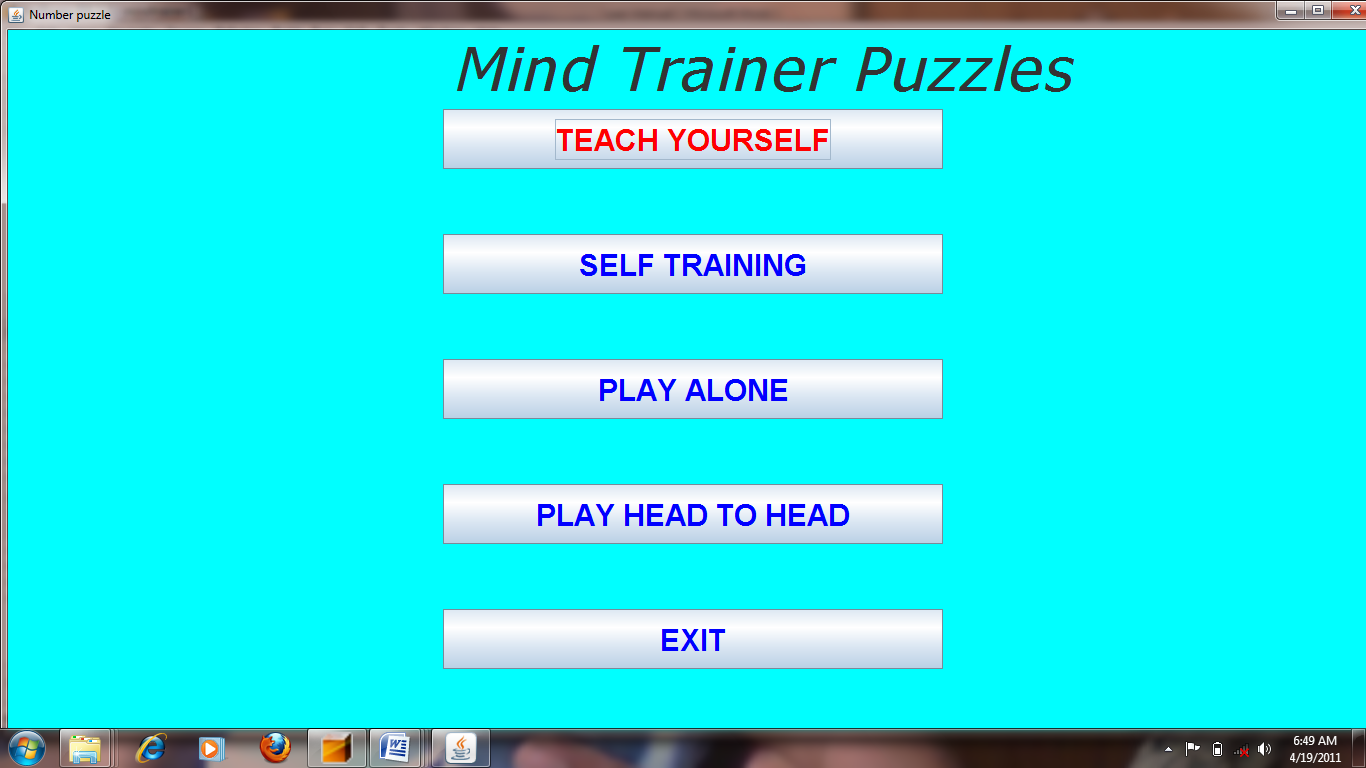 Number puzzle
Mind Trainer Puzzles
TEACH YOURSELF
SELF TRAINING
PLAY ALONE
PLAY HEAD TO HEAD
EXIT
6:49 AM
4/19/2011